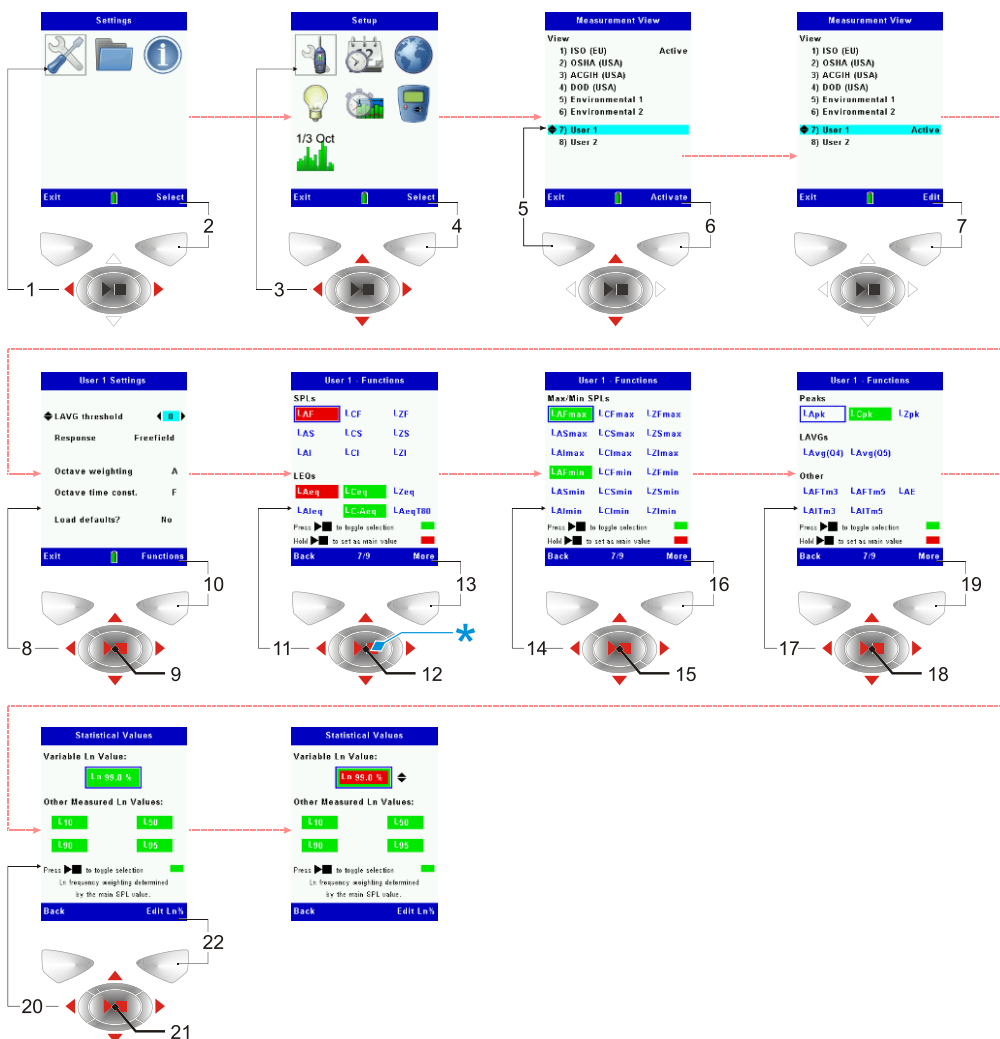 Settings
Exit Select
2
1
Setup
1/3 Oct
Exit Select
4
3
Measurement View
View
1) ISO (EU) Active
2) OSHA (USA)
3) ACGIH (USA)
4) DOD (USA)
5) Environmental 1
6) Environmental 2
7) User 1
8) User 2
Exit Activate
5
6
Measurement View
View
1) ISO (EU)
2) OSHA (USA)
3) ACGIH (USA)
4) DOD (USA)
5) Environmental 1
6) Environmental 2
7) User 1 Active
8) User 2
Exit Edit
7
User 1 Settings
LAVG threshold 0
Response Freefield
Octave weighting A
Octave time const. F
Load defaults? No
Exit Functions
10
8
9
User 1 - Functions
SPLs
LAF LCF LZF
LAS LCS LZS
LAI LCI LZI
LEQs
LAeq LCeq LZeq
LAIeq LC-Aeq LAeqT80
Press to toggle selection
Hold to set as main value
Back 7/9 More
13
*
11
12
User 1 - Functions
Max/Min SPLs
LAFmax LCFmax LZFmax
LASmax LCSmax LZSmax
LAImax LCImax LZImax
LAFmin LCFmin LZFmin
LASmin LCSmin LZSmin
LAImin LCImin LZImin
Press to toggle selection
Hold to set as main value
Back 7/9 More
16
14
15
User 1 - Functions
Peaks
LApk LCpk LZpk
LAVGs
LAvg(Q4) LAvg(Q5)
Other
LAFTm3 LAFTm5 LAE
LAITm3 LAITm5
Press to toggle selection
Hold to set as main value
Back 7/9 More
19
17
18
Statistical Values
Variable Ln Value:
Ln 99.0 %
Other Measured Ln Values:
L10 L50
L90 L95
Press to toggle selection
Ln frequency weighting determined
by the main SPL value.
Back Edit Ln%
22
20
21
Statistical Values
Variable Ln Value:
Ln 99.0 %
Other Measured Ln Values:
L10 L50
L90 L95
Press to toggle selection
Ln frequency weighting determined
by the main SPL value.
Back Edit Ln%